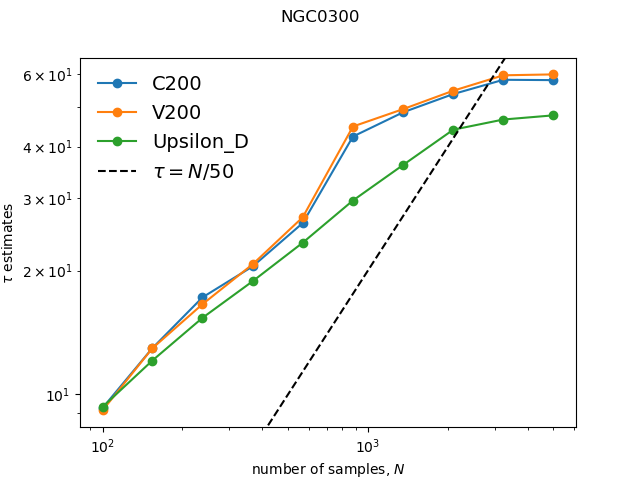 NGC0300
C200
V200
Upsilon_D
τ = N/50
6 × 10¹
4 × 10¹
3 × 10¹
2 × 10¹
10¹
τ estimates
10² 10³
number of samples, N